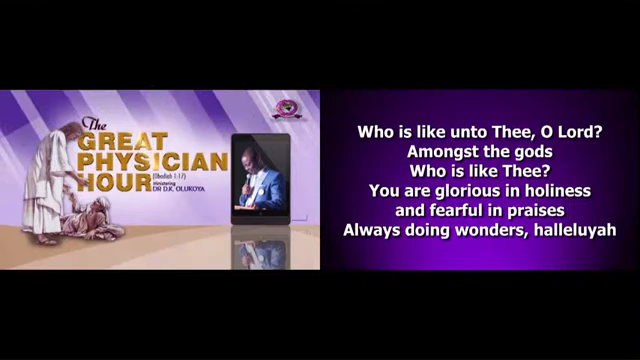 The
GREAT
PHYSICIAN
HOUR
(Obadiah 1:17)
Ministering
DR D.K. OLUKOYA
Who is like unto Thee, O Lord?
Amongst the gods
Who is like Thee?
You are glorious in holiness
and fearful in praises
Always doing wonders, halleluyah